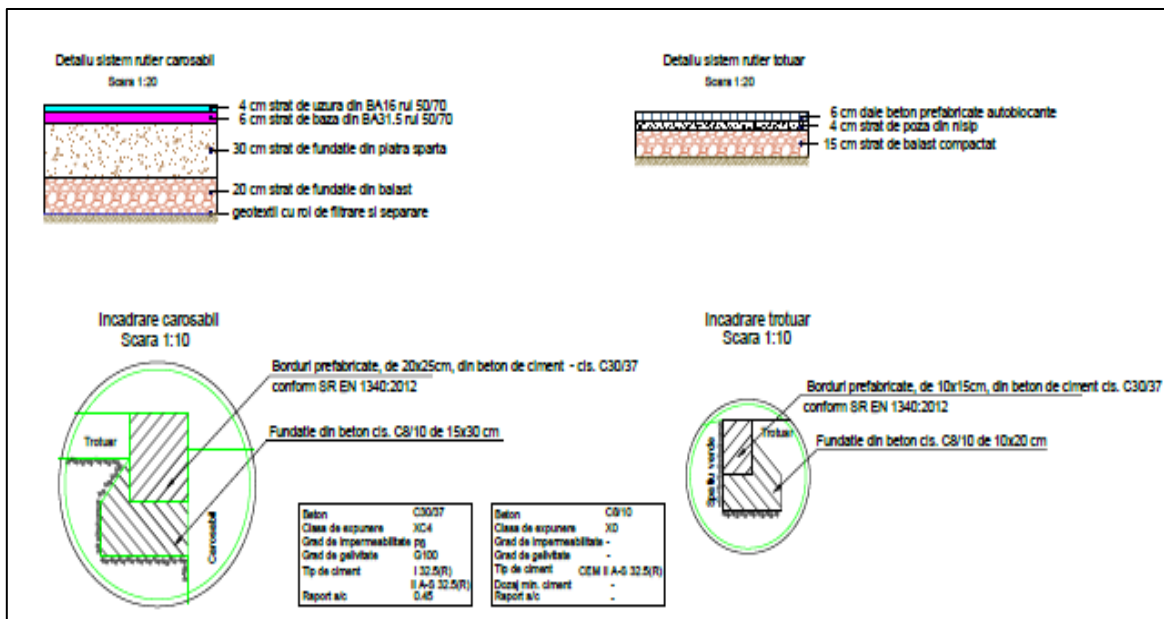 Detaliu sistem rutier carosabil
Scara 1:20
4 cm strat de uzura din BA16 rul 50/70
6 cm strat de baza din BA31.5 rul 50/70
30 cm strat de fundatie din piatra sparta
20 cm strat de fundatie din balast
geotextil cu rol de filtrare si separare
Detaliu sistem rutier totuar
Scara 1:20
6 cm dale beton prefabricate autoblocante
4 cm strat de poza din nisip
15 cm strat de balast compactat
Incadrare carosabil
Scara 1:10
Borduri prefabricate, de 20x25cm, din beton de ciment - cls. C30/37
conform SR EN 1340:2012
Fundatie din beton cls. C8/10 de 15x30 cm
Trotuar
Carosabil
Incadrare trotuar
Scara 1:10
Borduri prefabricate, de 10x15cm, din beton de ciment cls. C30/37
conform SR EN 1340:2012
Fundatie din beton cls. C8/10 de 10x20 cm
Trotuar
Spatiu verde
Beton C30/37
Clasa de expunere XC4
Grad de impermeabilitate p8
Grad de gelivitate G100
Tip de ciment I 32.5(R)
II A-S 32.5(R)
Raport a/c 0.45
Beton C8/10
Clasa de expunere X0
Grad de impermeabilitate -
Grad de gelivitate -
Tip de ciment CEM II A-S 32.5(R)
Dozaj min. ciment -
Raport a/c -